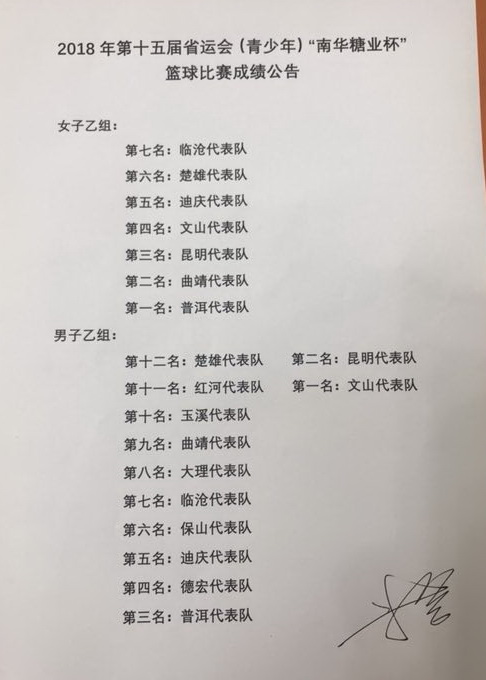 2018 年第十五届省运会（青少年）“南华糖业杯”
篮球比赛成绩公告
女子乙组：
第七名：临沧代表队
第六名：楚雄代表队
第五名：迪庆代表队
第四名：文山代表队
第三名：昆明代表队
第二名：曲靖代表队
第一名：普洱代表队
男子乙组：
第十二名：楚雄代表队 第二名：昆明代表队
第十一名：红河代表队 第一名：文山代表队
第十名：玉溪代表队
第九名：曲靖代表队
第八名：大理代表队
第七名：临沧代表队
第六名：保山代表队
第五名：迪庆代表队
第四名：德宏代表队
第三名：普洱代表队